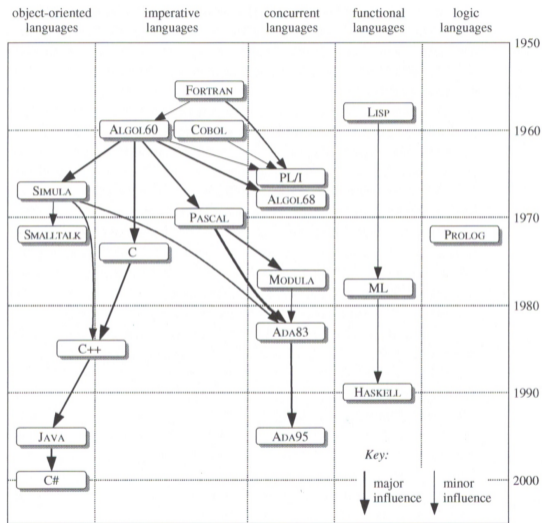 object-oriented languages
imperative languages
concurrent languages
functional languages
logic languages
1950
FORTRAN
LISP
ALGOL60
COBOL
1960
PL/I
SIMULA
ALGOL68
PASCAL
1970
SMALLTALK
PROLOG
C
MODULA
ML
1980
ADA83
C++
HASKELL
1990
JAVA
ADA95
Key:
C#
major influence
minor influence
2000